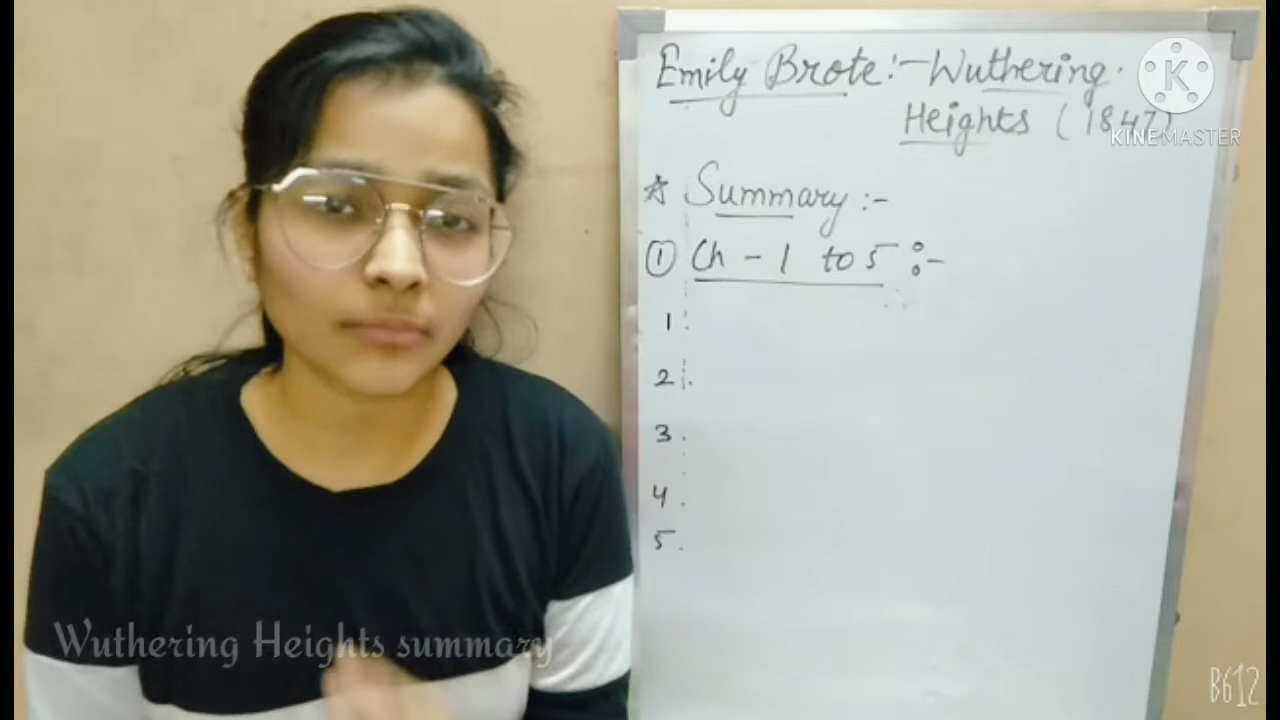 Emily Brote:- Wuthering
Heights (1847)
KINEMASTER
☆ Summary :-
① Ch - 1 to 5 :-
1.
2.
3.
4.
5.
Wuthering Heights summary
B612